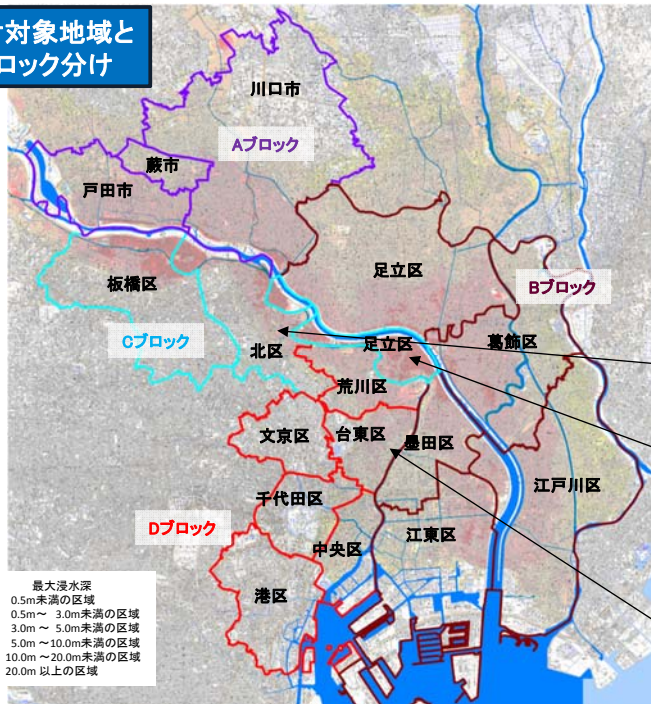 対象地域と
ロック分け
川口市
Aブロック
蕨市
戸田市
足立区
板橋区
Bブロック
Cブロック
北区
足立区
葛飾区
荒川区
文京区
台東区
墨田区
江戸川区
千代田区
Dブロック
中央区
江東区
港区
最大浸水深
0.5m未満の区域
0.5m～ 3.0m未満の区域
3.0m～ 5.0m未満の区域
5.0m～10.0m未満の区域
10.0m～20.0m未満の区域
20.0m以上の区域